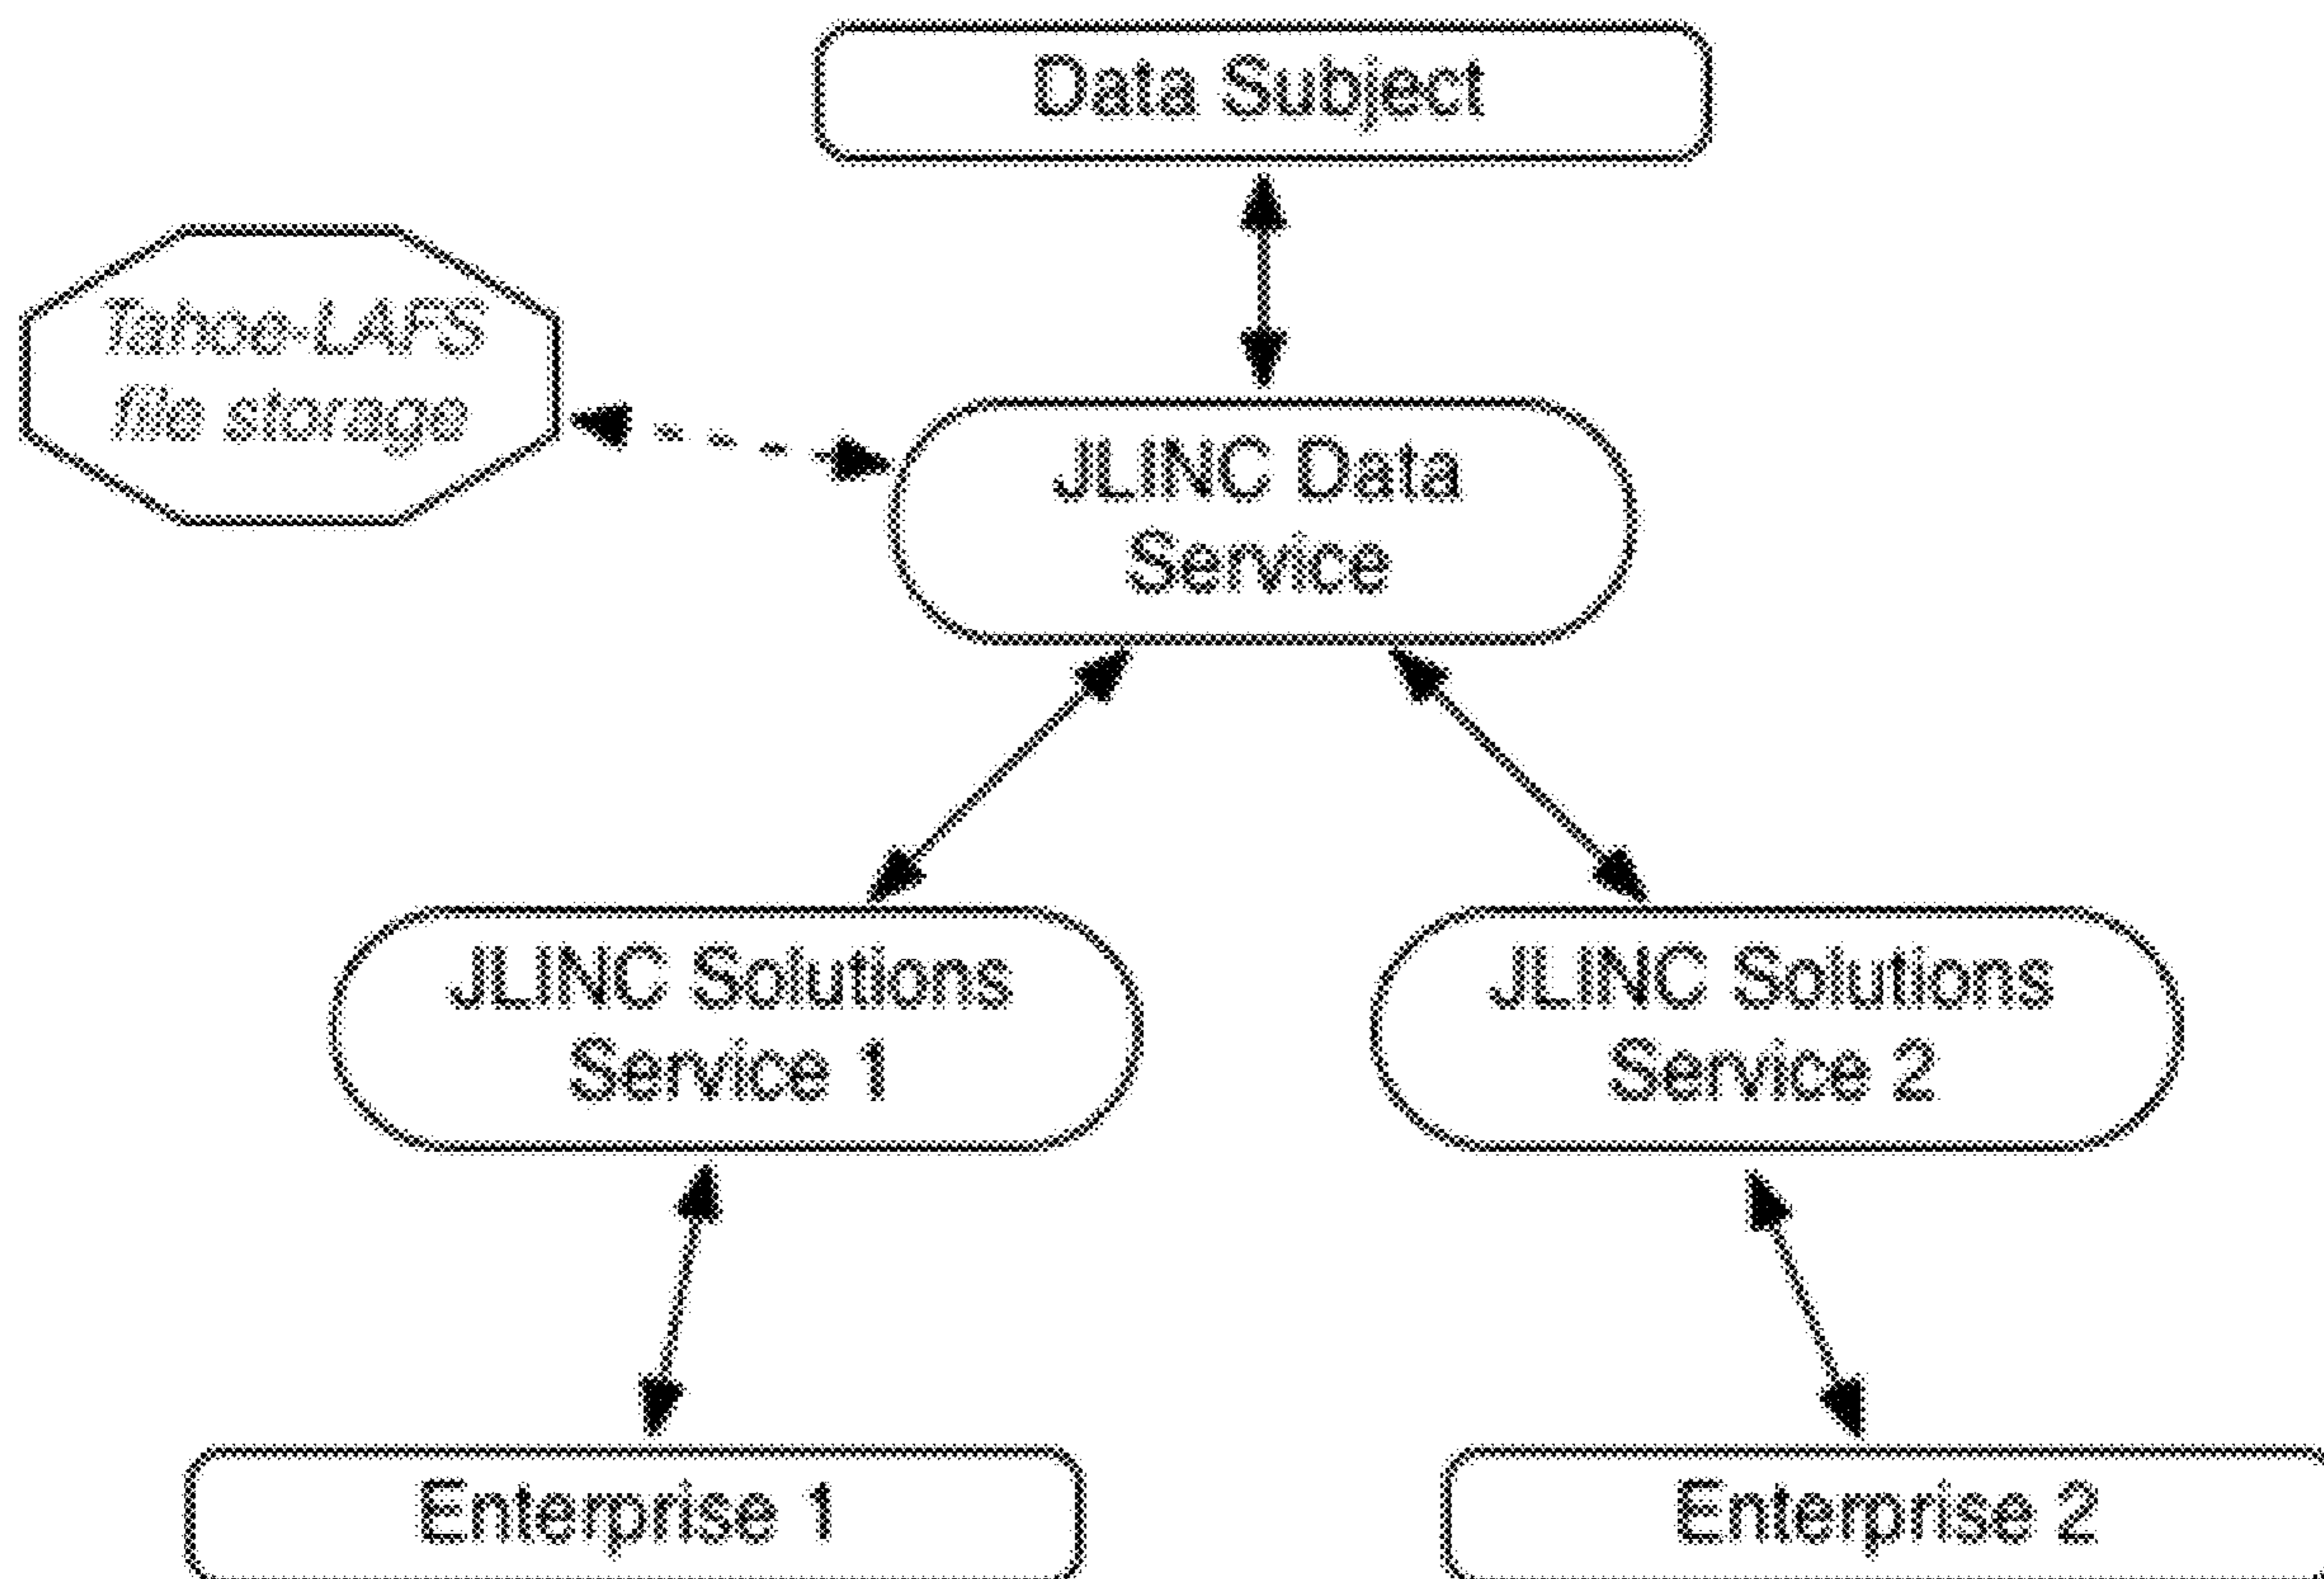 Data Subject
Tahoe-LAFS
file storage
JLINC Data
Service
JLINC Solutions
Service 1
JLINC Solutions
Service 2
Enterprise 1
Enterprise 2